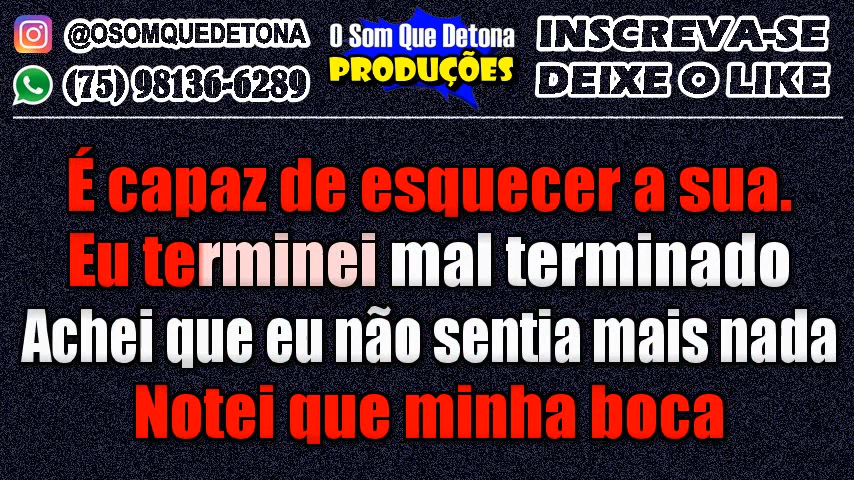 @OSOMQUEDETONA
(75) 98136-6289
O Som Que Detona
PRODUÇÕES
INSCREVA-SE
DEIXE O LIKE
É capaz de esquecer a sua.
Eu terminei mal terminado
Achei que eu não sentia mais nada
Notei que minha boca